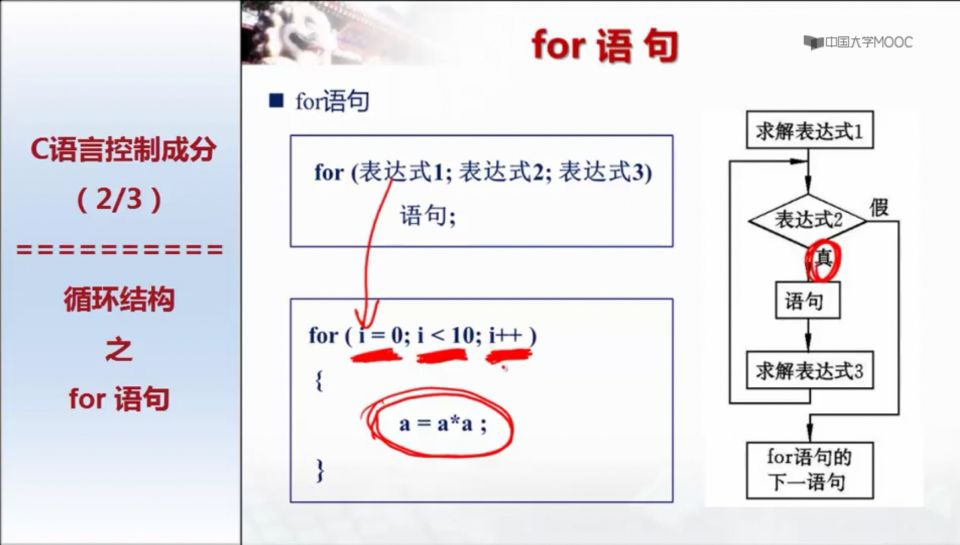 for 语 句
中国大学MOOC
C语言控制成分
（2/3）
==========
循环结构
之
for 语句
for语句
for (表达式1; 表达式2; 表达式3)
语句;
for ( i = 0; i < 10; i++ )
{
a = a*a ;
}
求解表达式1
表达式2
假
真
语句
求解表达式3
for语句的
下一语句